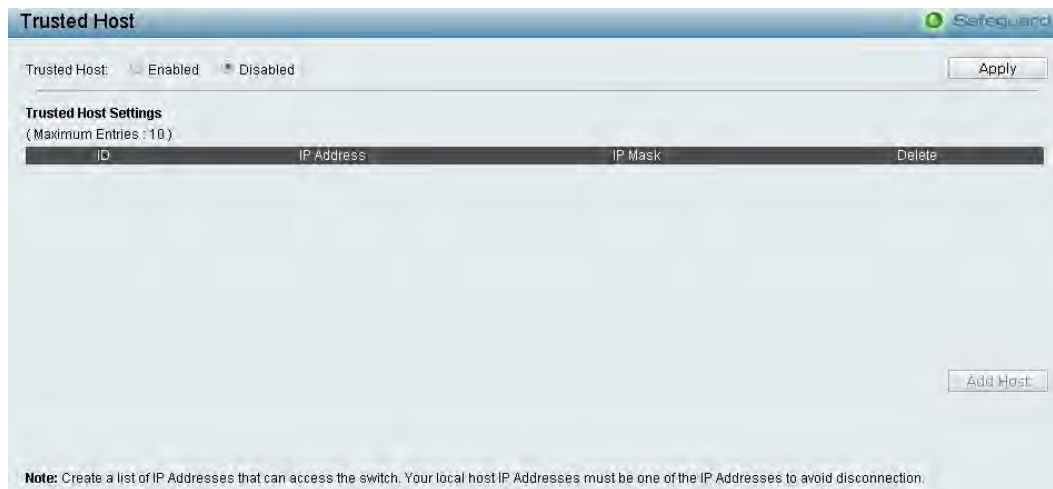 Trusted Host
Safeguard
Trusted Host: Enabled Disabled
Apply
Trusted Host Settings
( Maximum Entries : 10 )
ID IP Address IP Mask Delete
Add Host
Note: Create a list of IP Addresses that can access the switch. Your local host IP Addresses must be one of the IP Addresses to avoid disconnection.